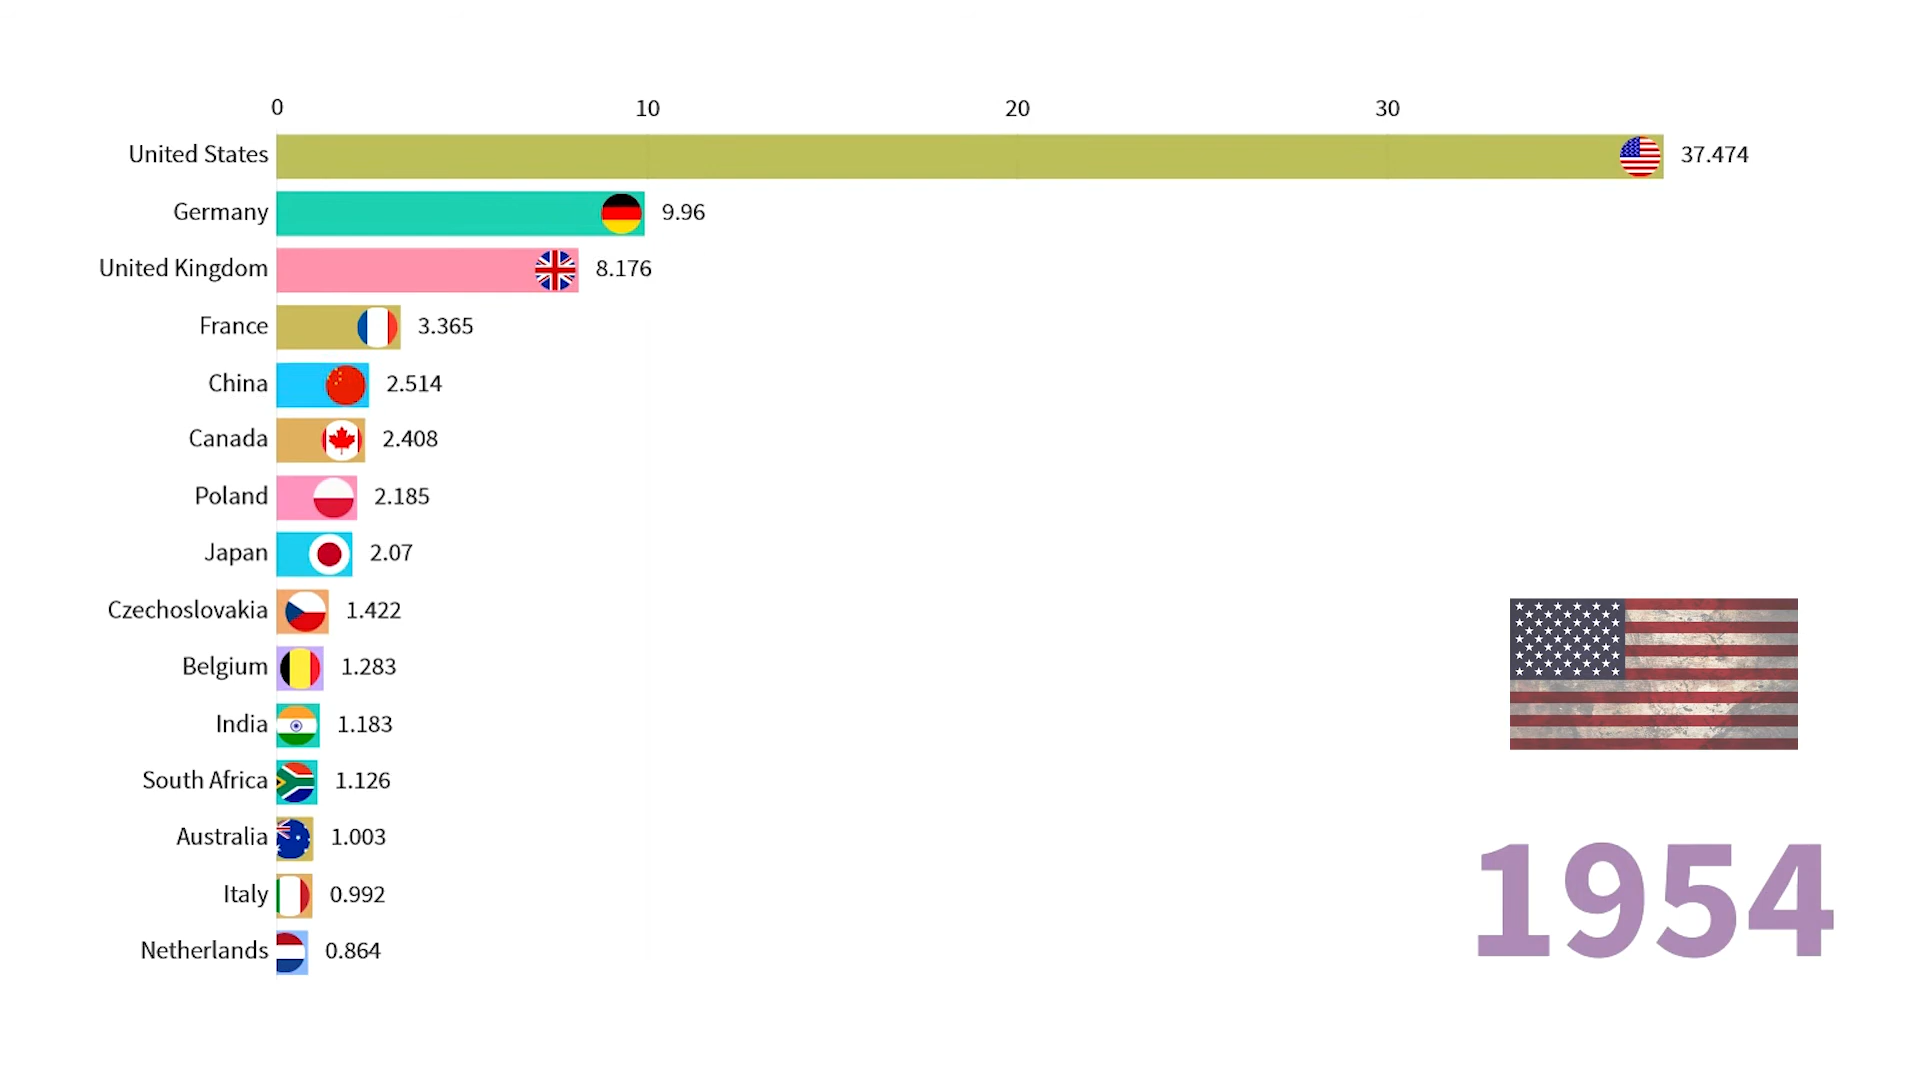 0 10 20 30
United States 37.474
Germany 9.96
United Kingdom 8.176
France 3.365
China 2.514
Canada 2.408
Poland 2.185
Japan 2.07
Czechoslovakia 1.422
Belgium 1.283
India 1.183
South Africa 1.126
Australia 1.003
Italy 0.992
Netherlands 0.864
1954